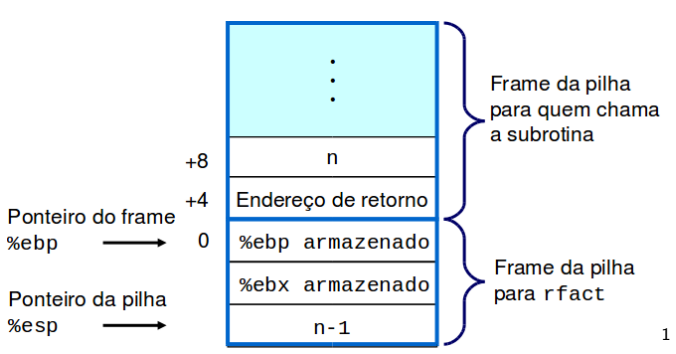 Frame da pilha
para quem chama
a subrotina
+8
n
+4
Endereço de retorno
Ponteiro do frame
%ebp
0
%ebp armazenado
%ebx armazenado
Frame da pilha
para rfact
Ponteiro da pilha
%esp
n-1
1